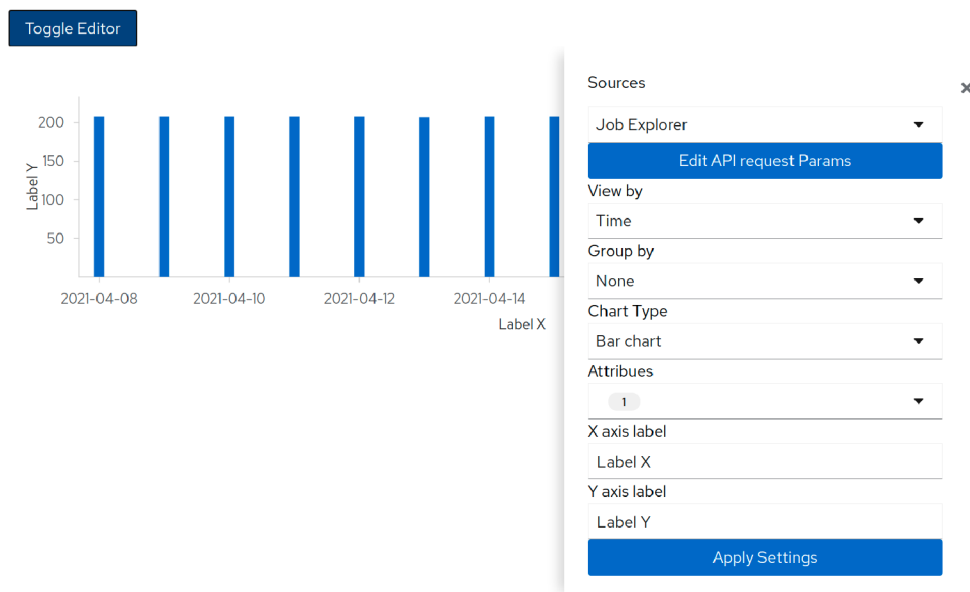 Toggle Editor
200
150
100
50
Label Y
2021-04-08
2021-04-10
2021-04-12
2021-04-14
Label X
Sources
Job Explorer
Edit API request Params
View by
Time
Group by
None
Chart Type
Bar chart
Attribues
1
X axis label
Label X
Y axis label
Label Y
Apply Settings